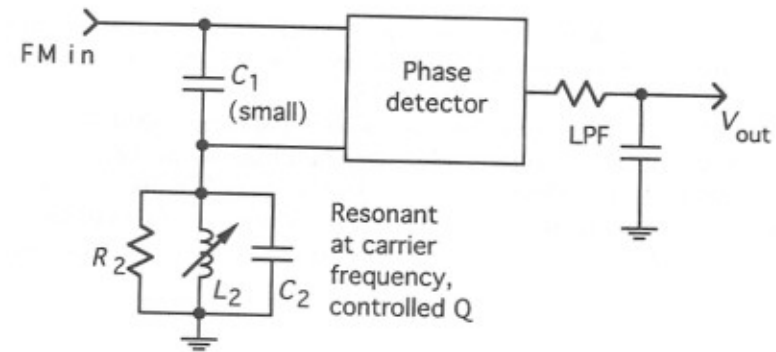 FM in
C1
(small)
Phase
detector
LPF
Vout
R2
L2
C2
Resonant
at carrier
frequency,
controlled Q